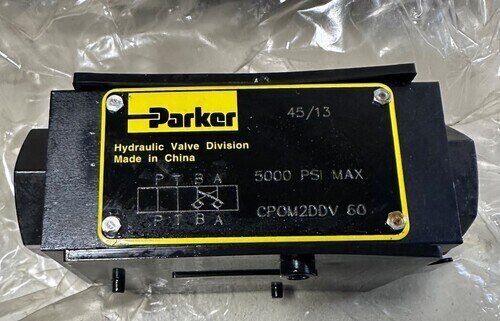 Parker
45/13
Hydraulic Valve Division
Made in China
P T B A
5000 PSI MAX
P T B A
CPOM2DDV 60